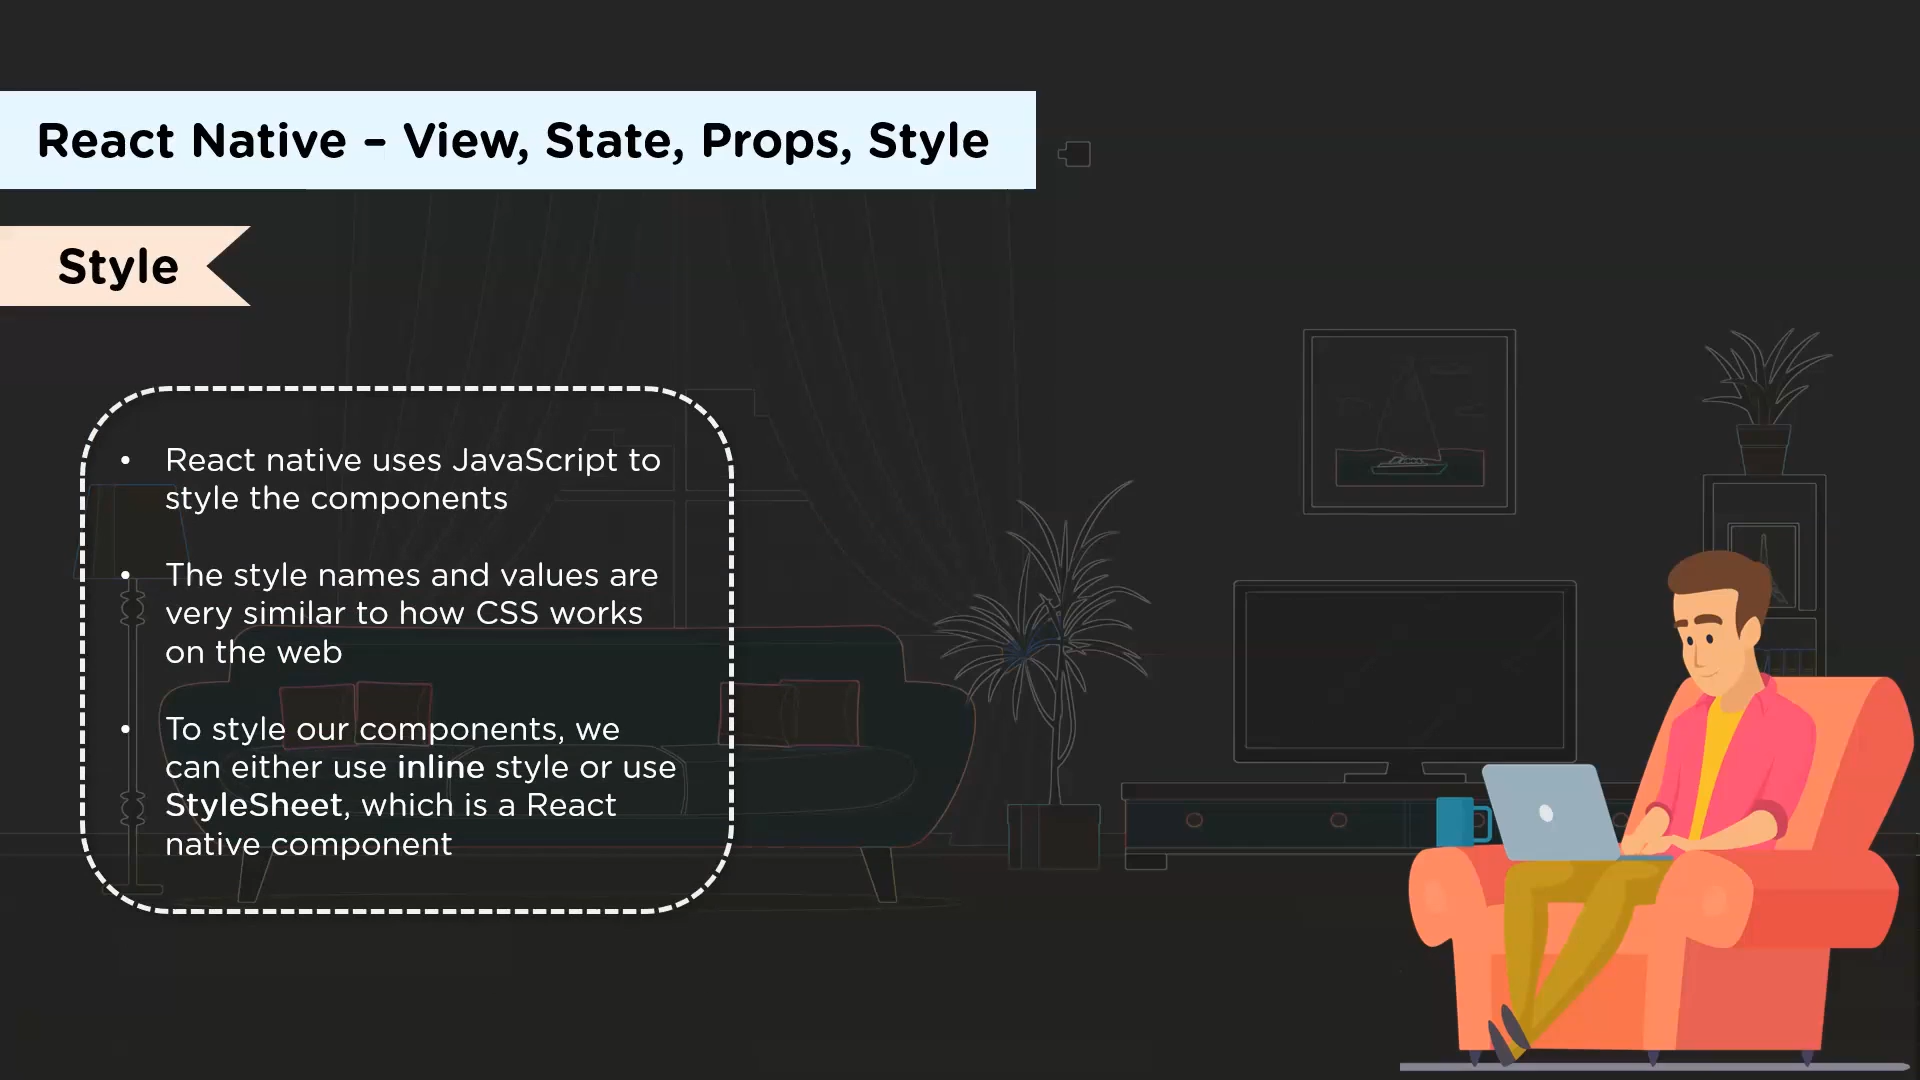 React Native – View, State, Props, Style
Style
• React native uses JavaScript to
style the components
• The style names and values are
very similar to how CSS works
on the web
• To style our components, we
can either use inline style or use
StyleSheet, which is a React
native component